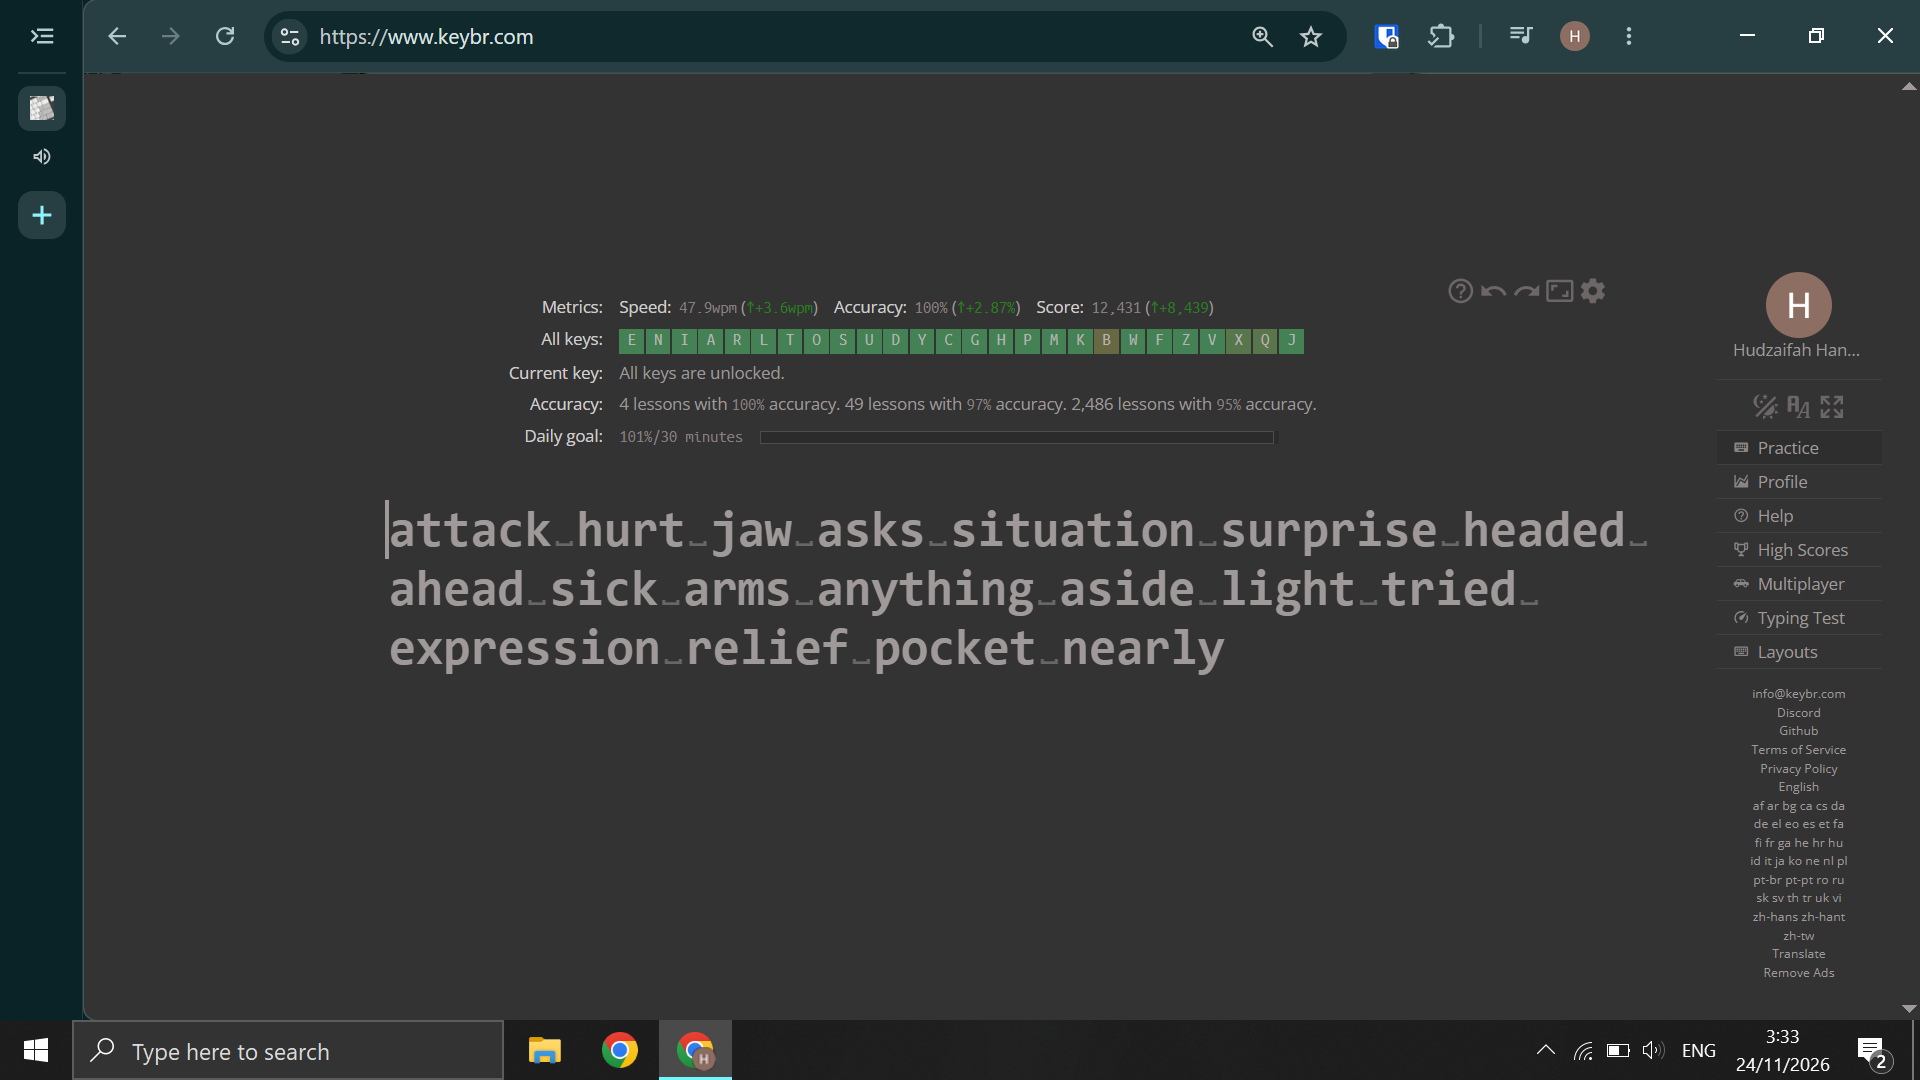 https://www.keybr.com
H
Metrics: Speed: 47.9wpm (↑+3.6wpm) Accuracy: 100% (↑+2.87%) Score: 12,431 (↑+8,439)
All keys: E N I A R L T O S U D Y C G H P M K B W F Z V X Q J
Current key: All keys are unlocked.
Accuracy: 4 lessons with 100% accuracy. 49 lessons with 97% accuracy. 2,486 lessons with 95% accuracy.
Daily goal: 101%/30 minutes
attack␣hurt␣jaw␣asks␣situation␣surprise␣headed␣
ahead␣sick␣arms␣anything␣aside␣light␣tried␣
expression␣relief␣pocket␣nearly
H
Hudzaifah Han...
Practice
Profile
Help
High Scores
Multiplayer
Typing Test
Layouts
info@keybr.com
Discord
Github
Terms of Service
Privacy Policy
English
af ar bg ca cs da
de el eo es et fa
fi fr ga he hr hu
id it ja ko ne nl pl
pt-br pt-pt ro ru
sk sv th tr uk vi
zh-hans zh-hant
zh-tw
Translate
Remove Ads
Type here to search
H
ENG
3:33
24/11/2026
2